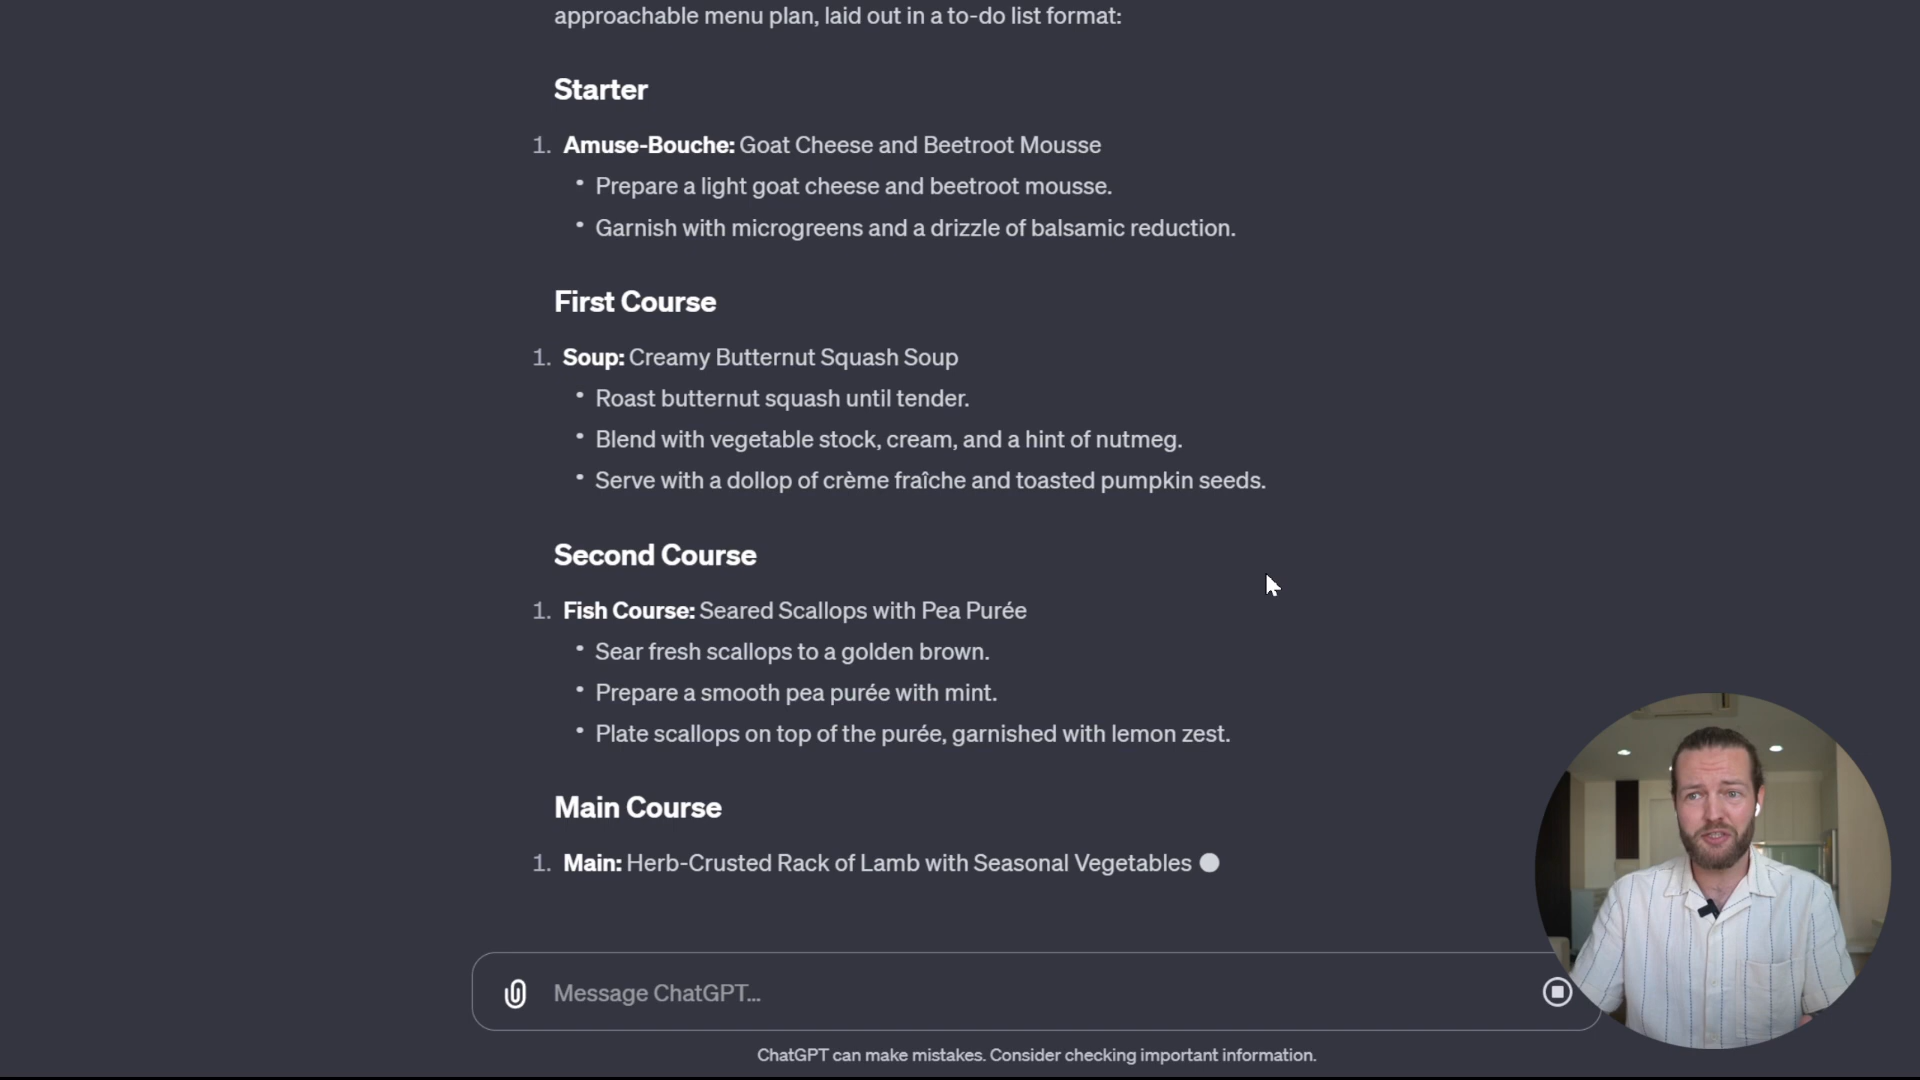 approachable menu plan, laid out in a to-do list format:
Starter
1. Amuse-Bouche: Goat Cheese and Beetroot Mousse
• Prepare a light goat cheese and beetroot mousse.
• Garnish with microgreens and a drizzle of balsamic reduction.
First Course
1. Soup: Creamy Butternut Squash Soup
• Roast butternut squash until tender.
• Blend with vegetable stock, cream, and a hint of nutmeg.
• Serve with a dollop of crème fraîche and toasted pumpkin seeds.
Second Course
1. Fish Course: Seared Scallops with Pea Purée
• Sear fresh scallops to a golden brown.
• Prepare a smooth pea purée with mint.
• Plate scallops on top of the purée, garnished with lemon zest.
Main Course
1. Main: Herb-Crusted Rack of Lamb with Seasonal Vegetables
Message ChatGPT...
ChatGPT can make mistakes. Consider checking important information.